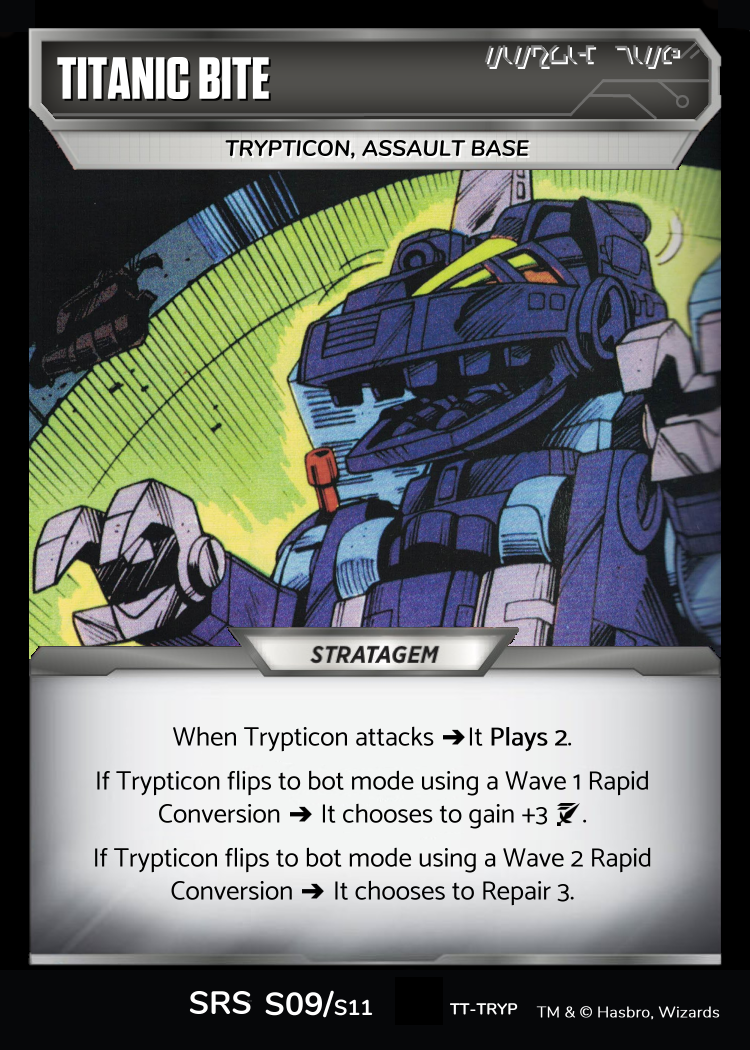 TITANIC BITE
TRYPTICON, ASSAULT BASE
STRATAGEM
When Trypticon attacks ➔It Plays 2.
If Trypticon flips to bot mode using a Wave 1 Rapid
Conversion ➔ It chooses to gain +3 .
If Trypticon flips to bot mode using a Wave 2 Rapid
Conversion ➔ It chooses to Repair 3.
SRS S09/S11 TT-TRYP TM & © Hasbro, Wizards